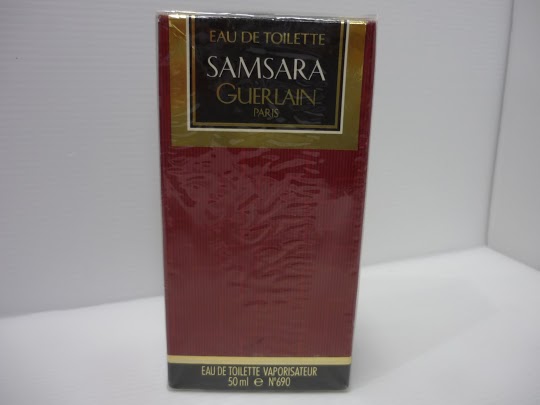 EAU DE TOILETTE
SAMSARA
GUERLAIN
PARIS
EAU DE TOILETTE VAPORISATEUR
50 ml e N°690